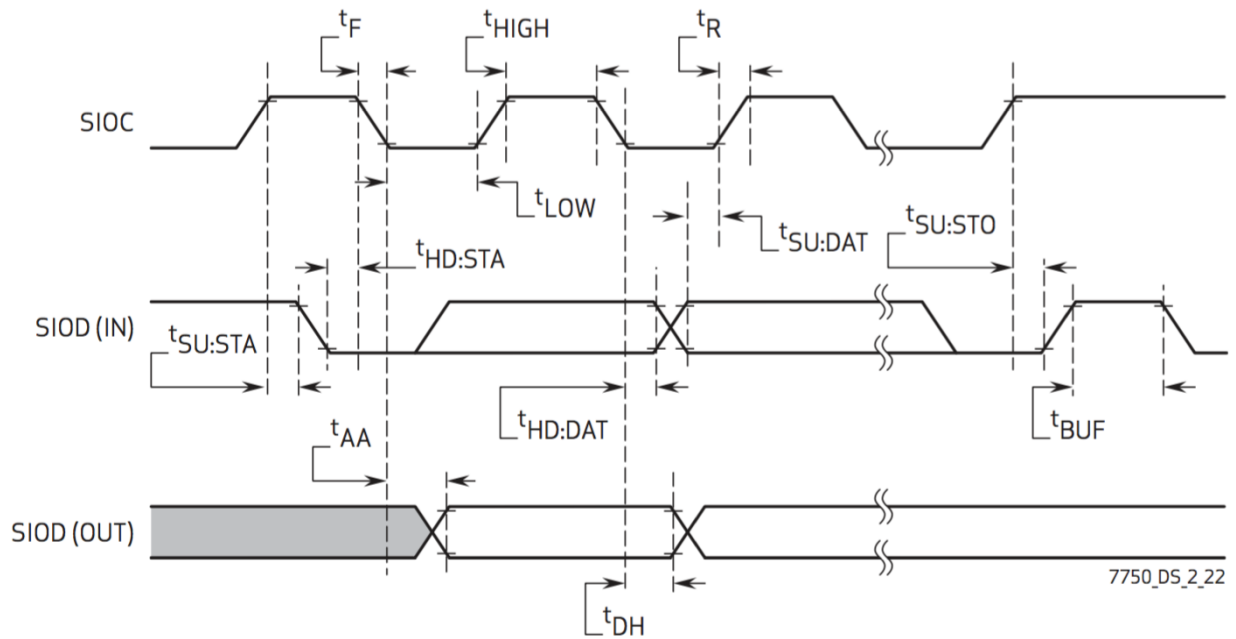 tF
tHIGH
tR
SIOC
tLOW
tSU:DAT
tSU:STO
tHD:STA
SIOD (IN)
tSU:STA
tHD:DAT
tBUF
tAA
SIOD (OUT)
7750_DS_2_22
tDH